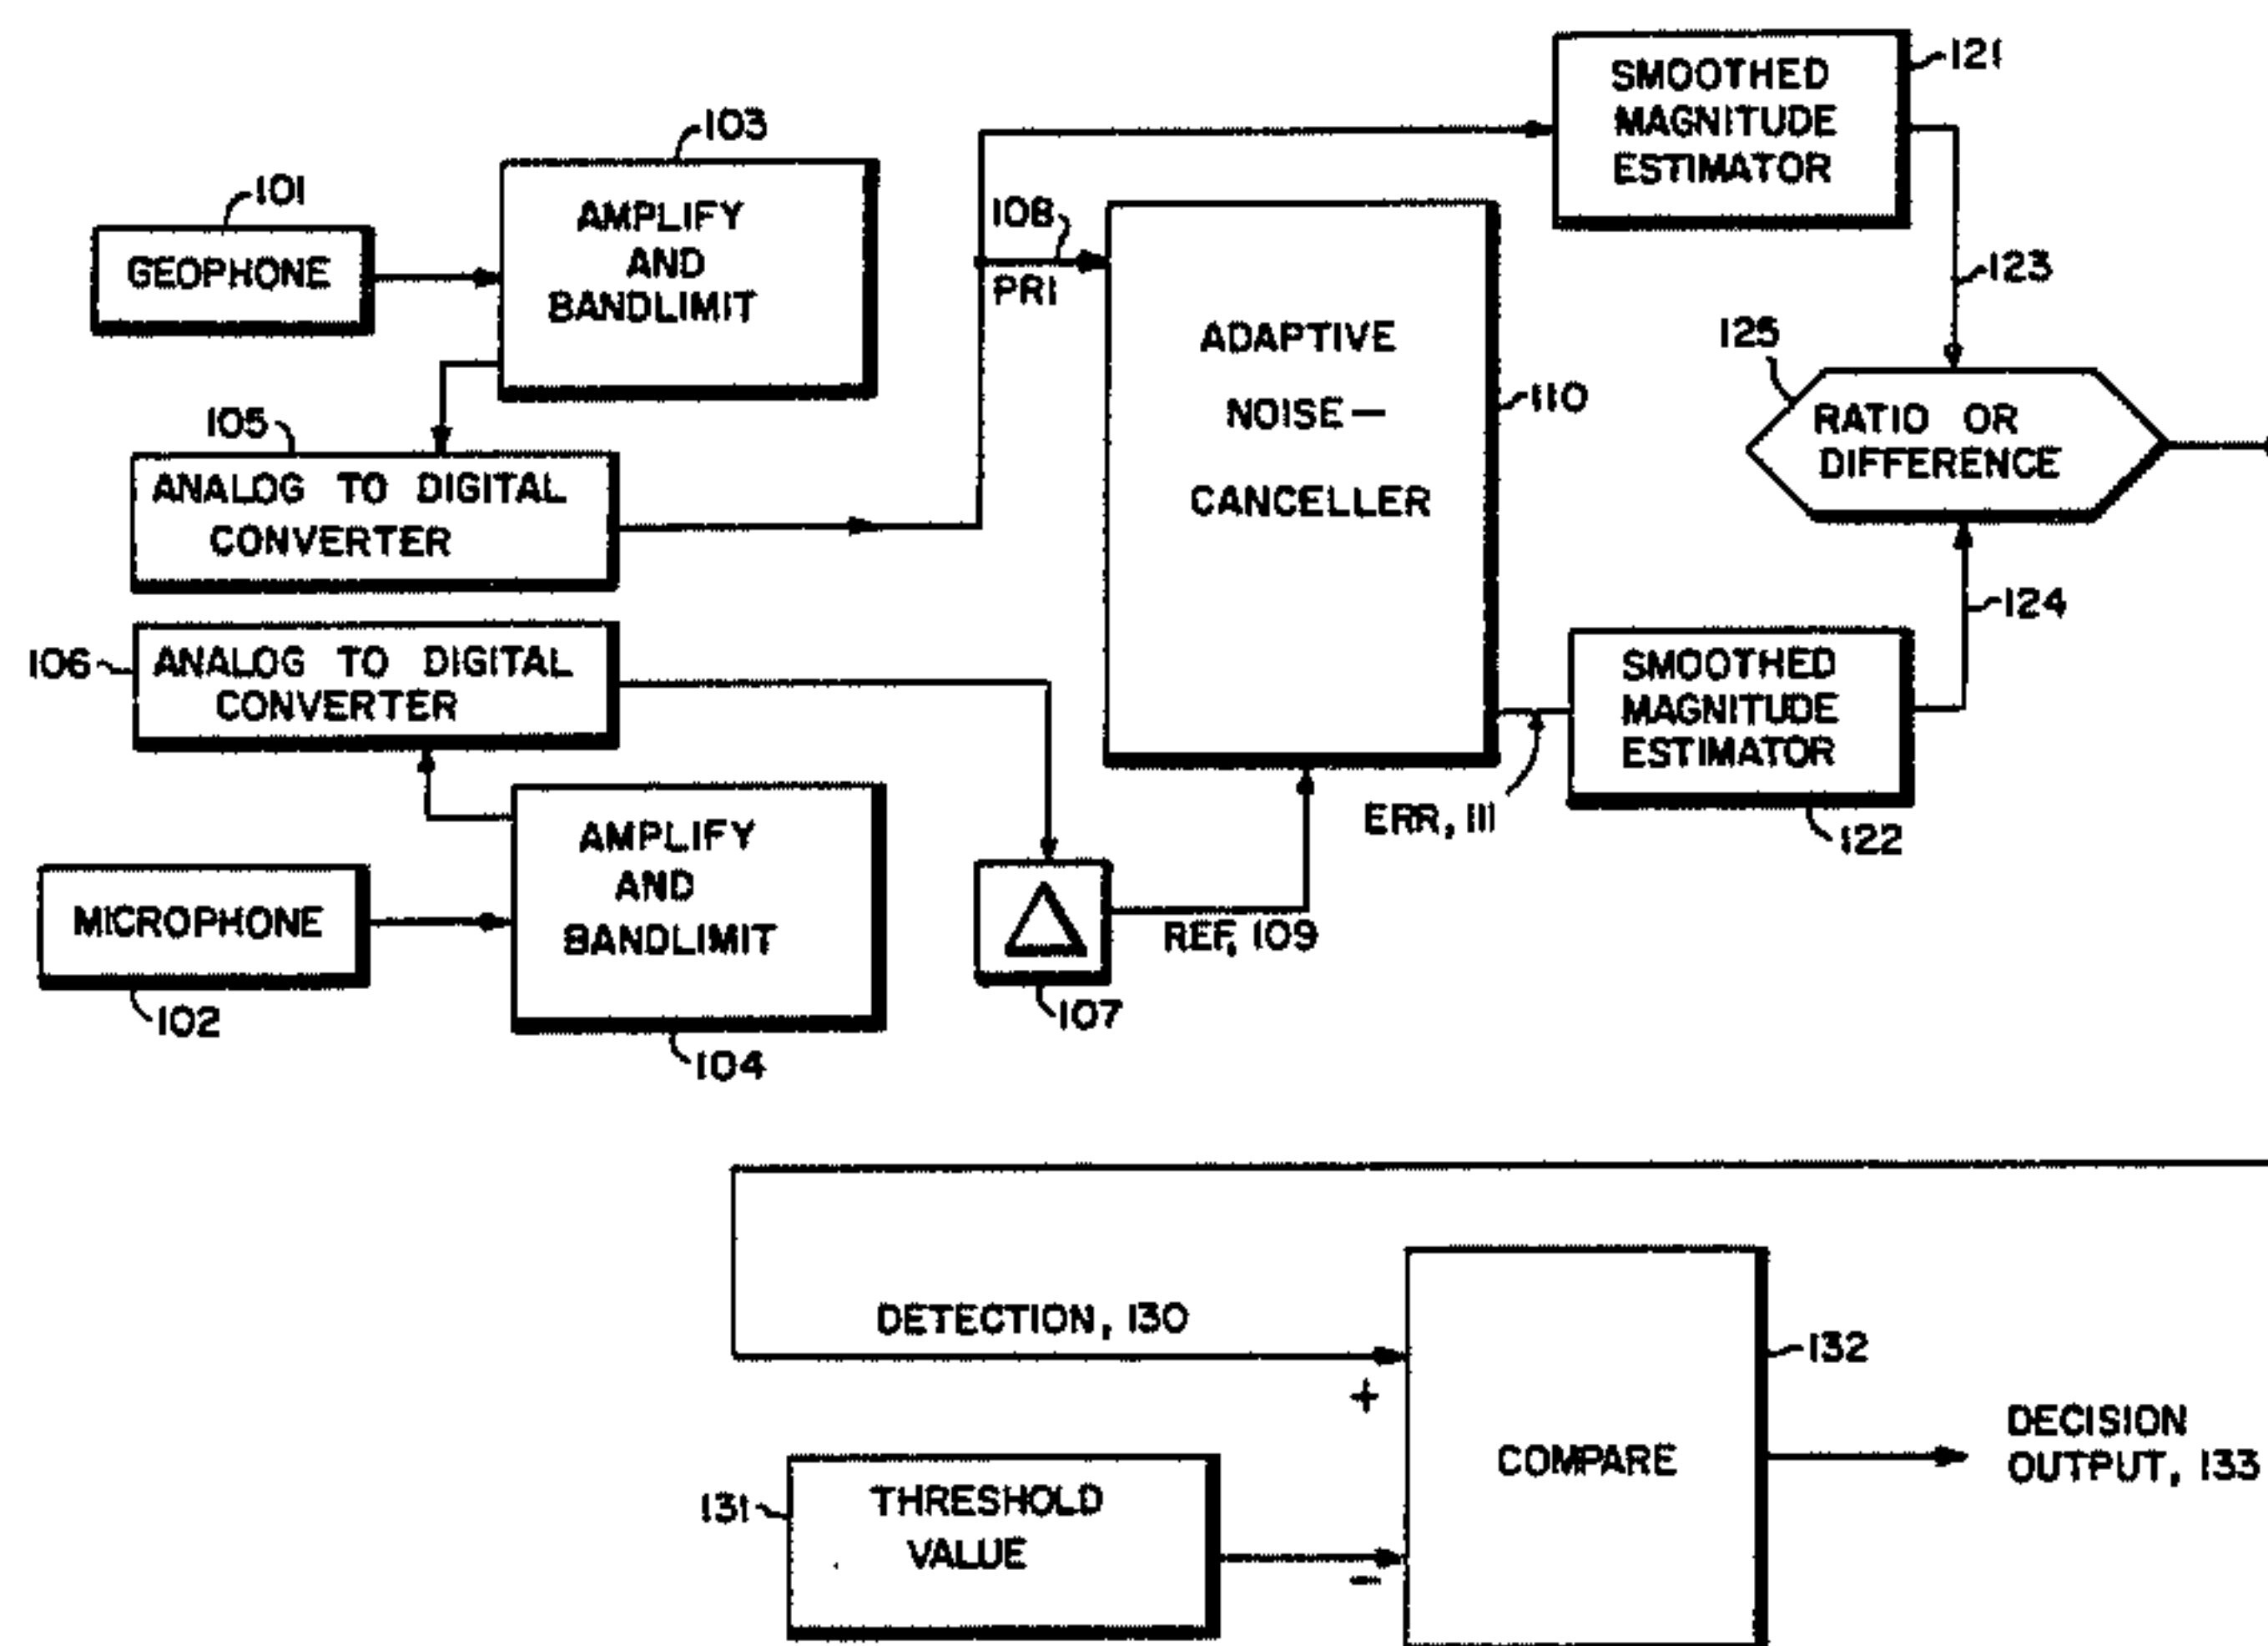 101
GEOPHONE
103
AMPLIFY
AND
BANDLIMIT
105
ANALOG TO DIGITAL
CONVERTER
106
ANALOG TO DIGITAL
CONVERTER
MICROPHONE
102
AMPLIFY
AND
BANDLIMIT
104
107
REF, 109
108
PRI
ADAPTIVE
NOISE—
CANCELLER
110
ERR, 111
SMOOTHED
MAGNITUDE
ESTIMATOR
121
123
125
RATIO OR
DIFFERENCE
124
SMOOTHED
MAGNITUDE
ESTIMATOR
122
DETECTION, 130
+
131
THRESHOLD
VALUE
−
COMPARE
132
DECISION
OUTPUT, 133